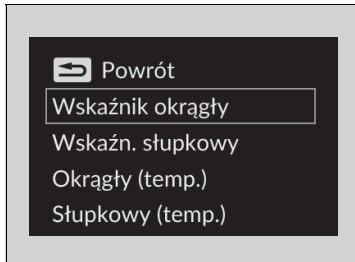 Powrót
Wskaźnik okrągły
Wskaźn. słupkowy
Okrągły (temp.)
Słupkowy (temp.)